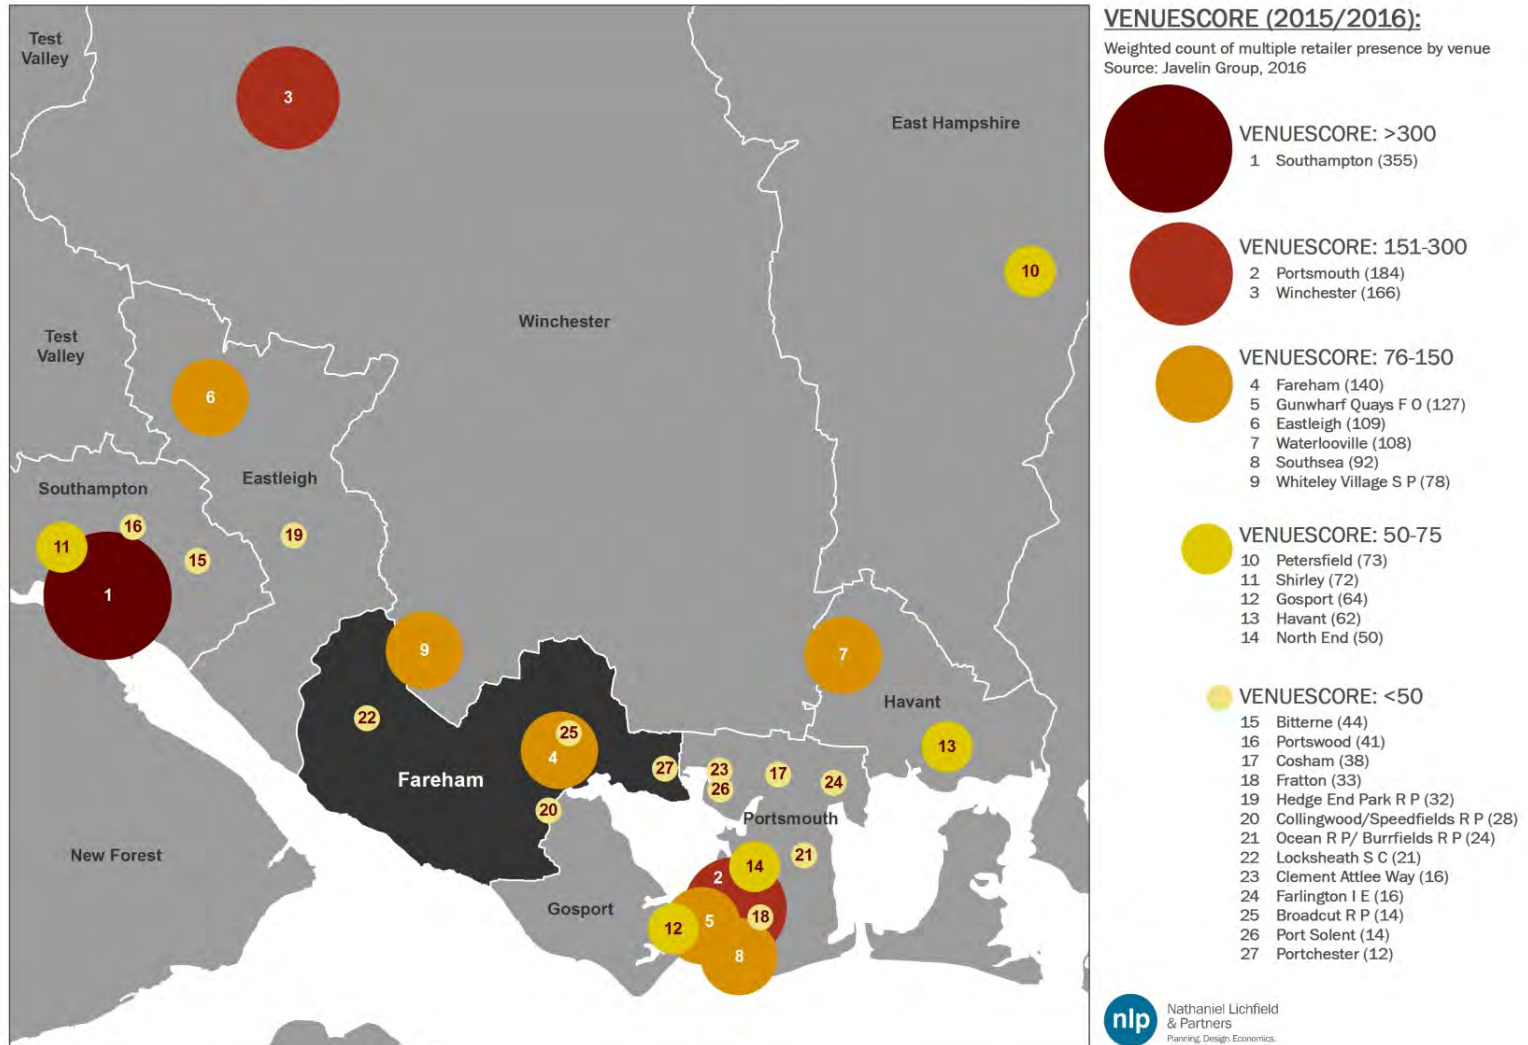 Test
Valley
3
East Hampshire
10
Winchester
Test
Valley
6
Eastleigh
Southampton
16
19
11
15
1
9
7
Havant
22
25
13
4
27
23
17
24
Fareham
26
20
Portsmouth
New Forest
21
14
2
Gosport
18
5
12
8
VENUESCORE (2015/2016):
Weighted count of multiple retailer presence by venue
Source: Javelin Group, 2016
VENUESCORE: >300
1 Southampton (355)
VENUESCORE: 151-300
2 Portsmouth (184)
3 Winchester (166)
VENUESCORE: 76-150
4 Fareham (140)
5 Gunwharf Quays F O (127)
6 Eastleigh (109)
7 Waterlooville (108)
8 Southsea (92)
9 Whiteley Village S P (78)
VENUESCORE: 50-75
10 Petersfield (73)
11 Shirley (72)
12 Gosport (64)
13 Havant (62)
14 North End (50)
VENUESCORE: <50
15 Bitterne (44)
16 Portswood (41)
17 Cosham (38)
18 Fratton (33)
19 Hedge End Park R P (32)
20 Collingwood/Speedfields R P (28)
21 Ocean R P/ Burrfields R P (24)
22 Locksheath S C (21)
23 Clement Attlee Way (16)
24 Farlington I E (16)
25 Broadcut R P (14)
26 Port Solent (14)
27 Portchester (12)
nlp
Nathaniel Lichfield
& Partners
Planning. Design. Economics.